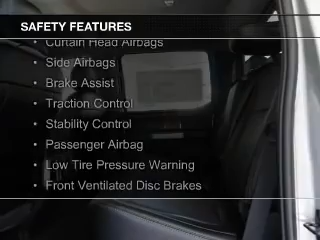 SAFETY FEATURES
• Curtain Head Airbags
• Side Airbags
• Brake Assist
• Traction Control
• Stability Control
• Passenger Airbag
• Low Tire Pressure Warning
• Front Ventilated Disc Brakes